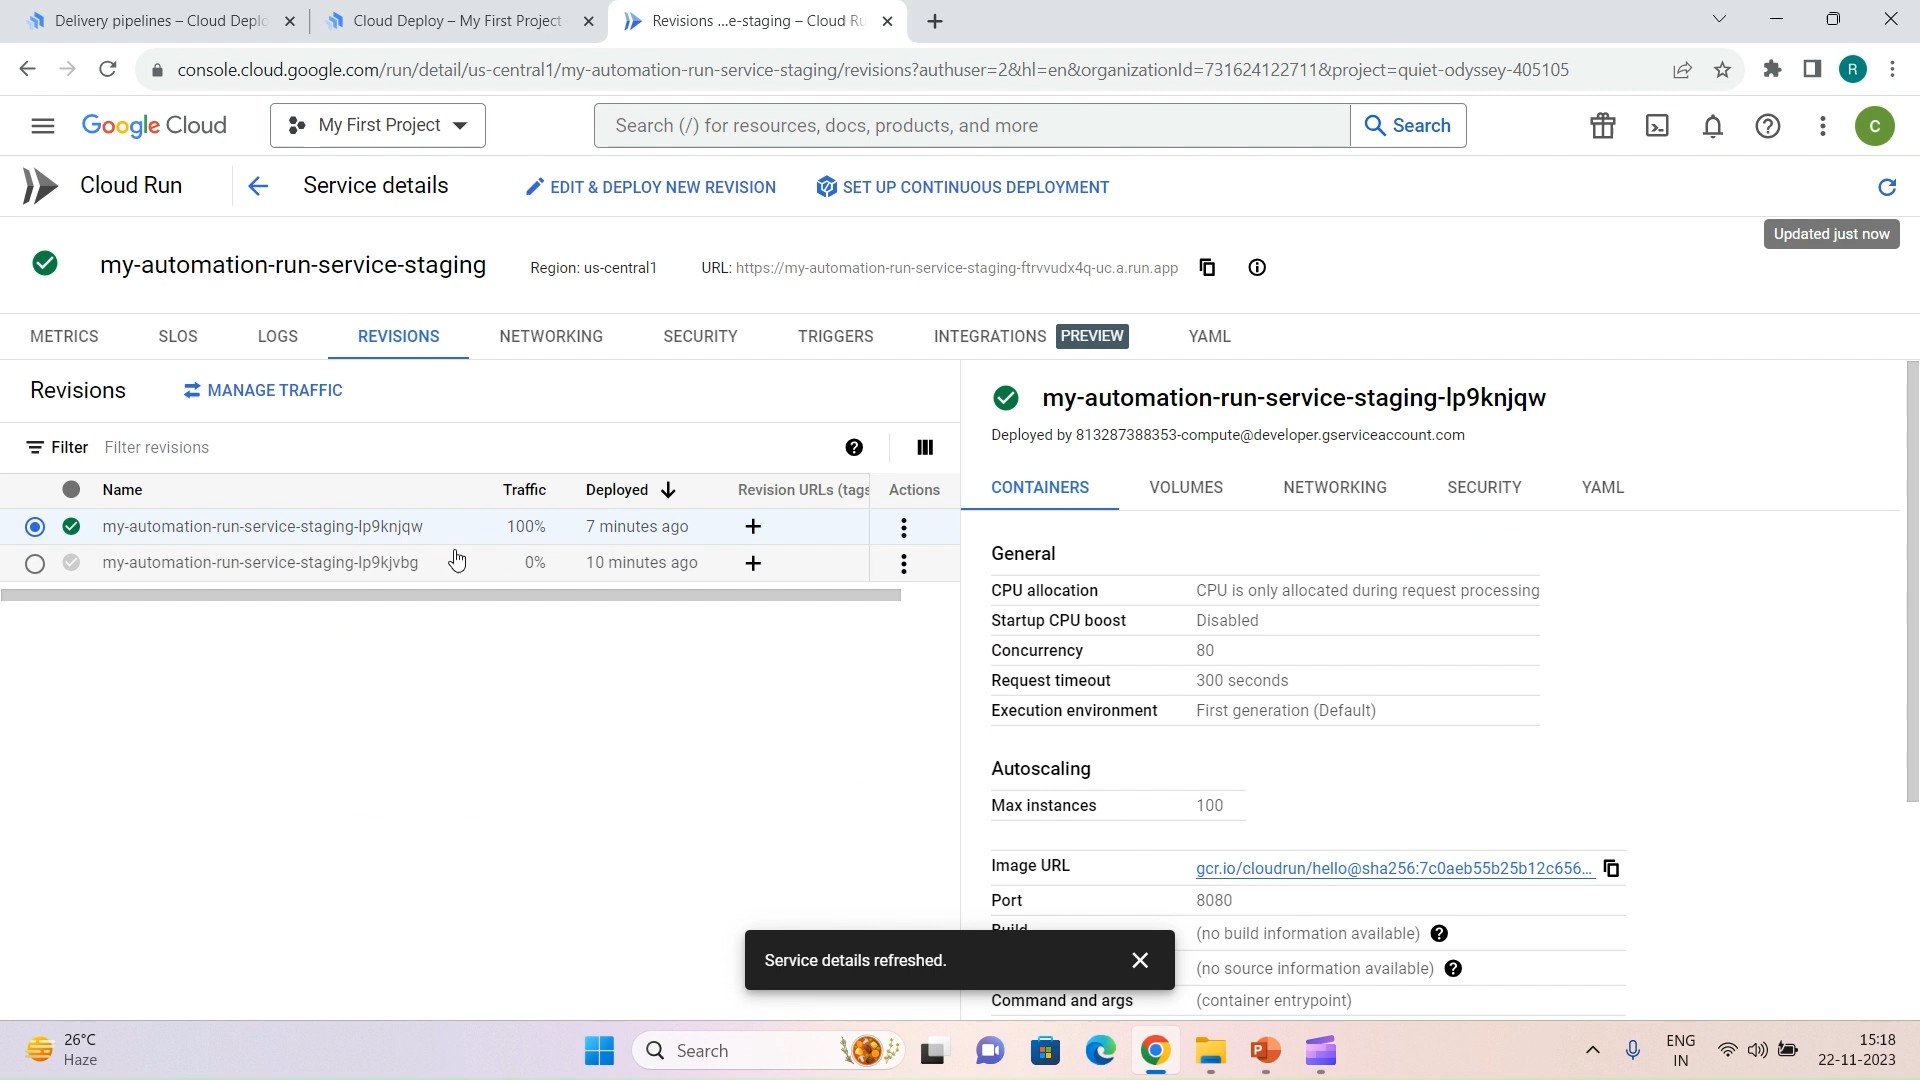 Delivery pipelines – Cloud Deplo
Cloud Deploy – My First Project
Revisions ...e-staging – Cloud Ru
console.cloud.google.com/run/detail/us-central1/my-automation-run-service-staging/revisions?authuser=2&hl=en&organizationId=731624122711&project=quiet-odyssey-405105
R
Google Cloud
My First Project
Search (/) for resources, docs, products, and more
Search
C
Cloud Run
Service details
EDIT & DEPLOY NEW REVISION
SET UP CONTINUOUS DEPLOYMENT
Updated just now
my-automation-run-service-staging
Region: us-central1
URL: https://my-automation-run-service-staging-ftrvvudx4q-uc.a.run.app
METRICS
SLOS
LOGS
REVISIONS
NETWORKING
SECURITY
TRIGGERS
INTEGRATIONS PREVIEW
YAML
Revisions
MANAGE TRAFFIC
Filter Filter revisions
Name Traffic Deployed Revision URLs (tags Actions
my-automation-run-service-staging-lp9knjqw 100% 7 minutes ago
my-automation-run-service-staging-lp9kjvbg 0% 10 minutes ago
my-automation-run-service-staging-lp9knjqw
Deployed by 813287388353-compute@developer.gserviceaccount.com
CONTAINERS VOLUMES NETWORKING SECURITY YAML
General
CPU allocation CPU is only allocated during request processing
Startup CPU boost Disabled
Concurrency 80
Request timeout 300 seconds
Execution environment First generation (Default)
Autoscaling
Max instances 100
Image URL gcr.io/cloudrun/hello@sha256:7c0aeb55b25b12c656...
Port 8080
Build (no build information available)
(no source information available)
Command and args (container entrypoint)
Service details refreshed.
26°C
Haze
Search
ENG
IN
15:18
22-11-2023